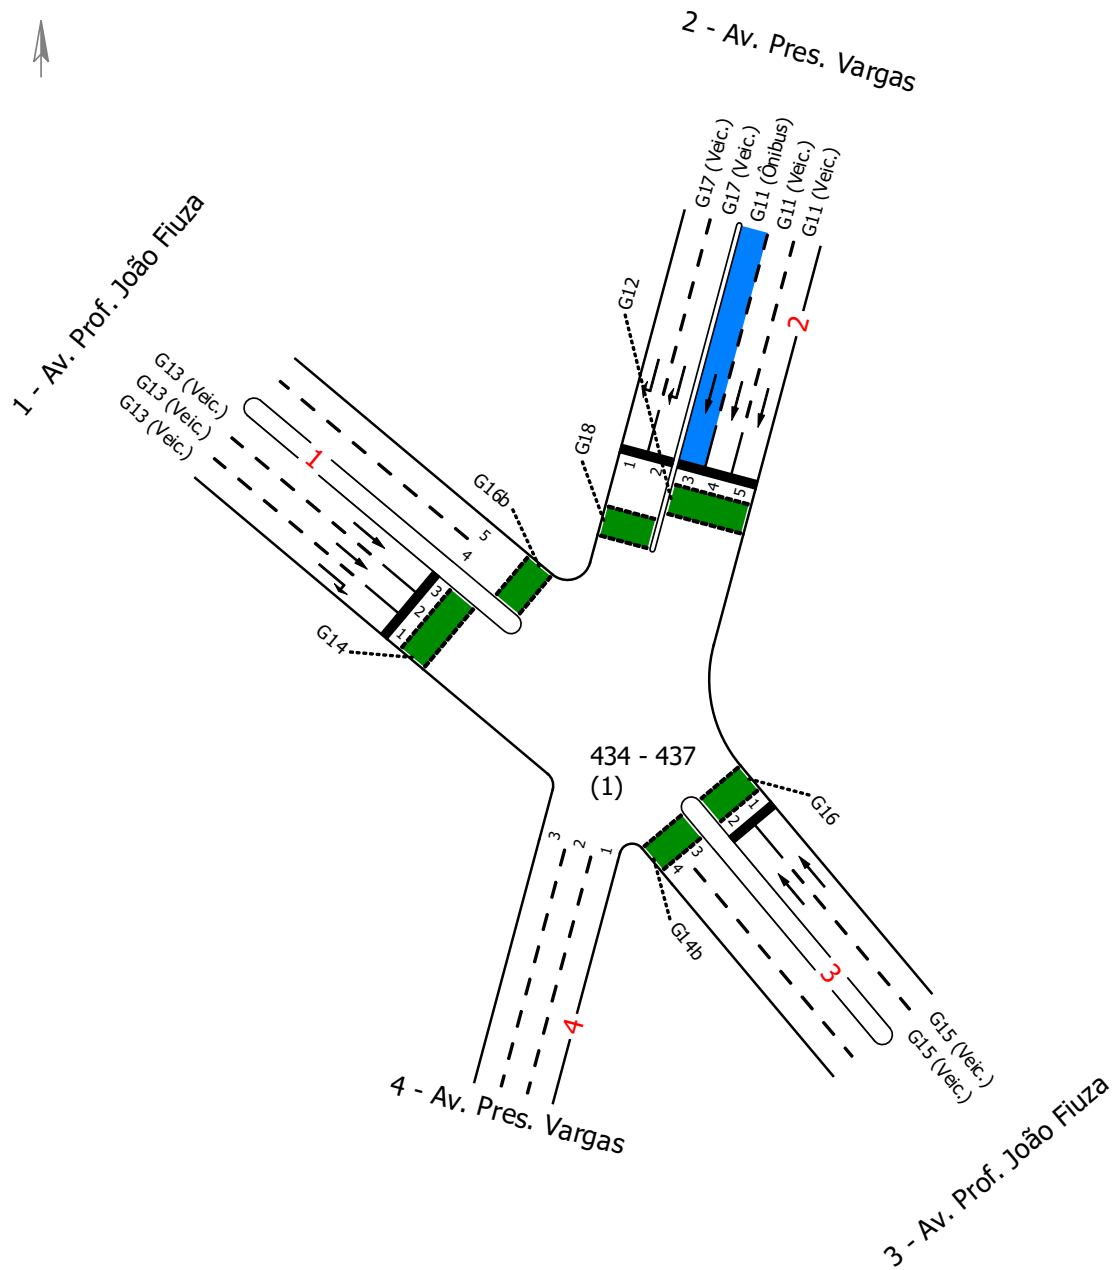 2 - Av. Pres. Vargas
G17 (Veic.)
G17 (Veic.)
G11 (Ônibus)
G11 (Veic.)
G11 (Veic.)
1 - Av. Prof. João Fiuza
G12
2
G13 (Veic.)
G13 (Veic.)
G13 (Veic.)
1
G18
1
2
3
4
5
G16b
5
4
3
2
1
G14
434 - 437
(1)
G16
1
2
3
4
3
2
1
G14b
3
4
G15 (Veic.)
G15 (Veic.)
4 - Av. Pres. Vargas
3 - Av. Prof. João Fiuza